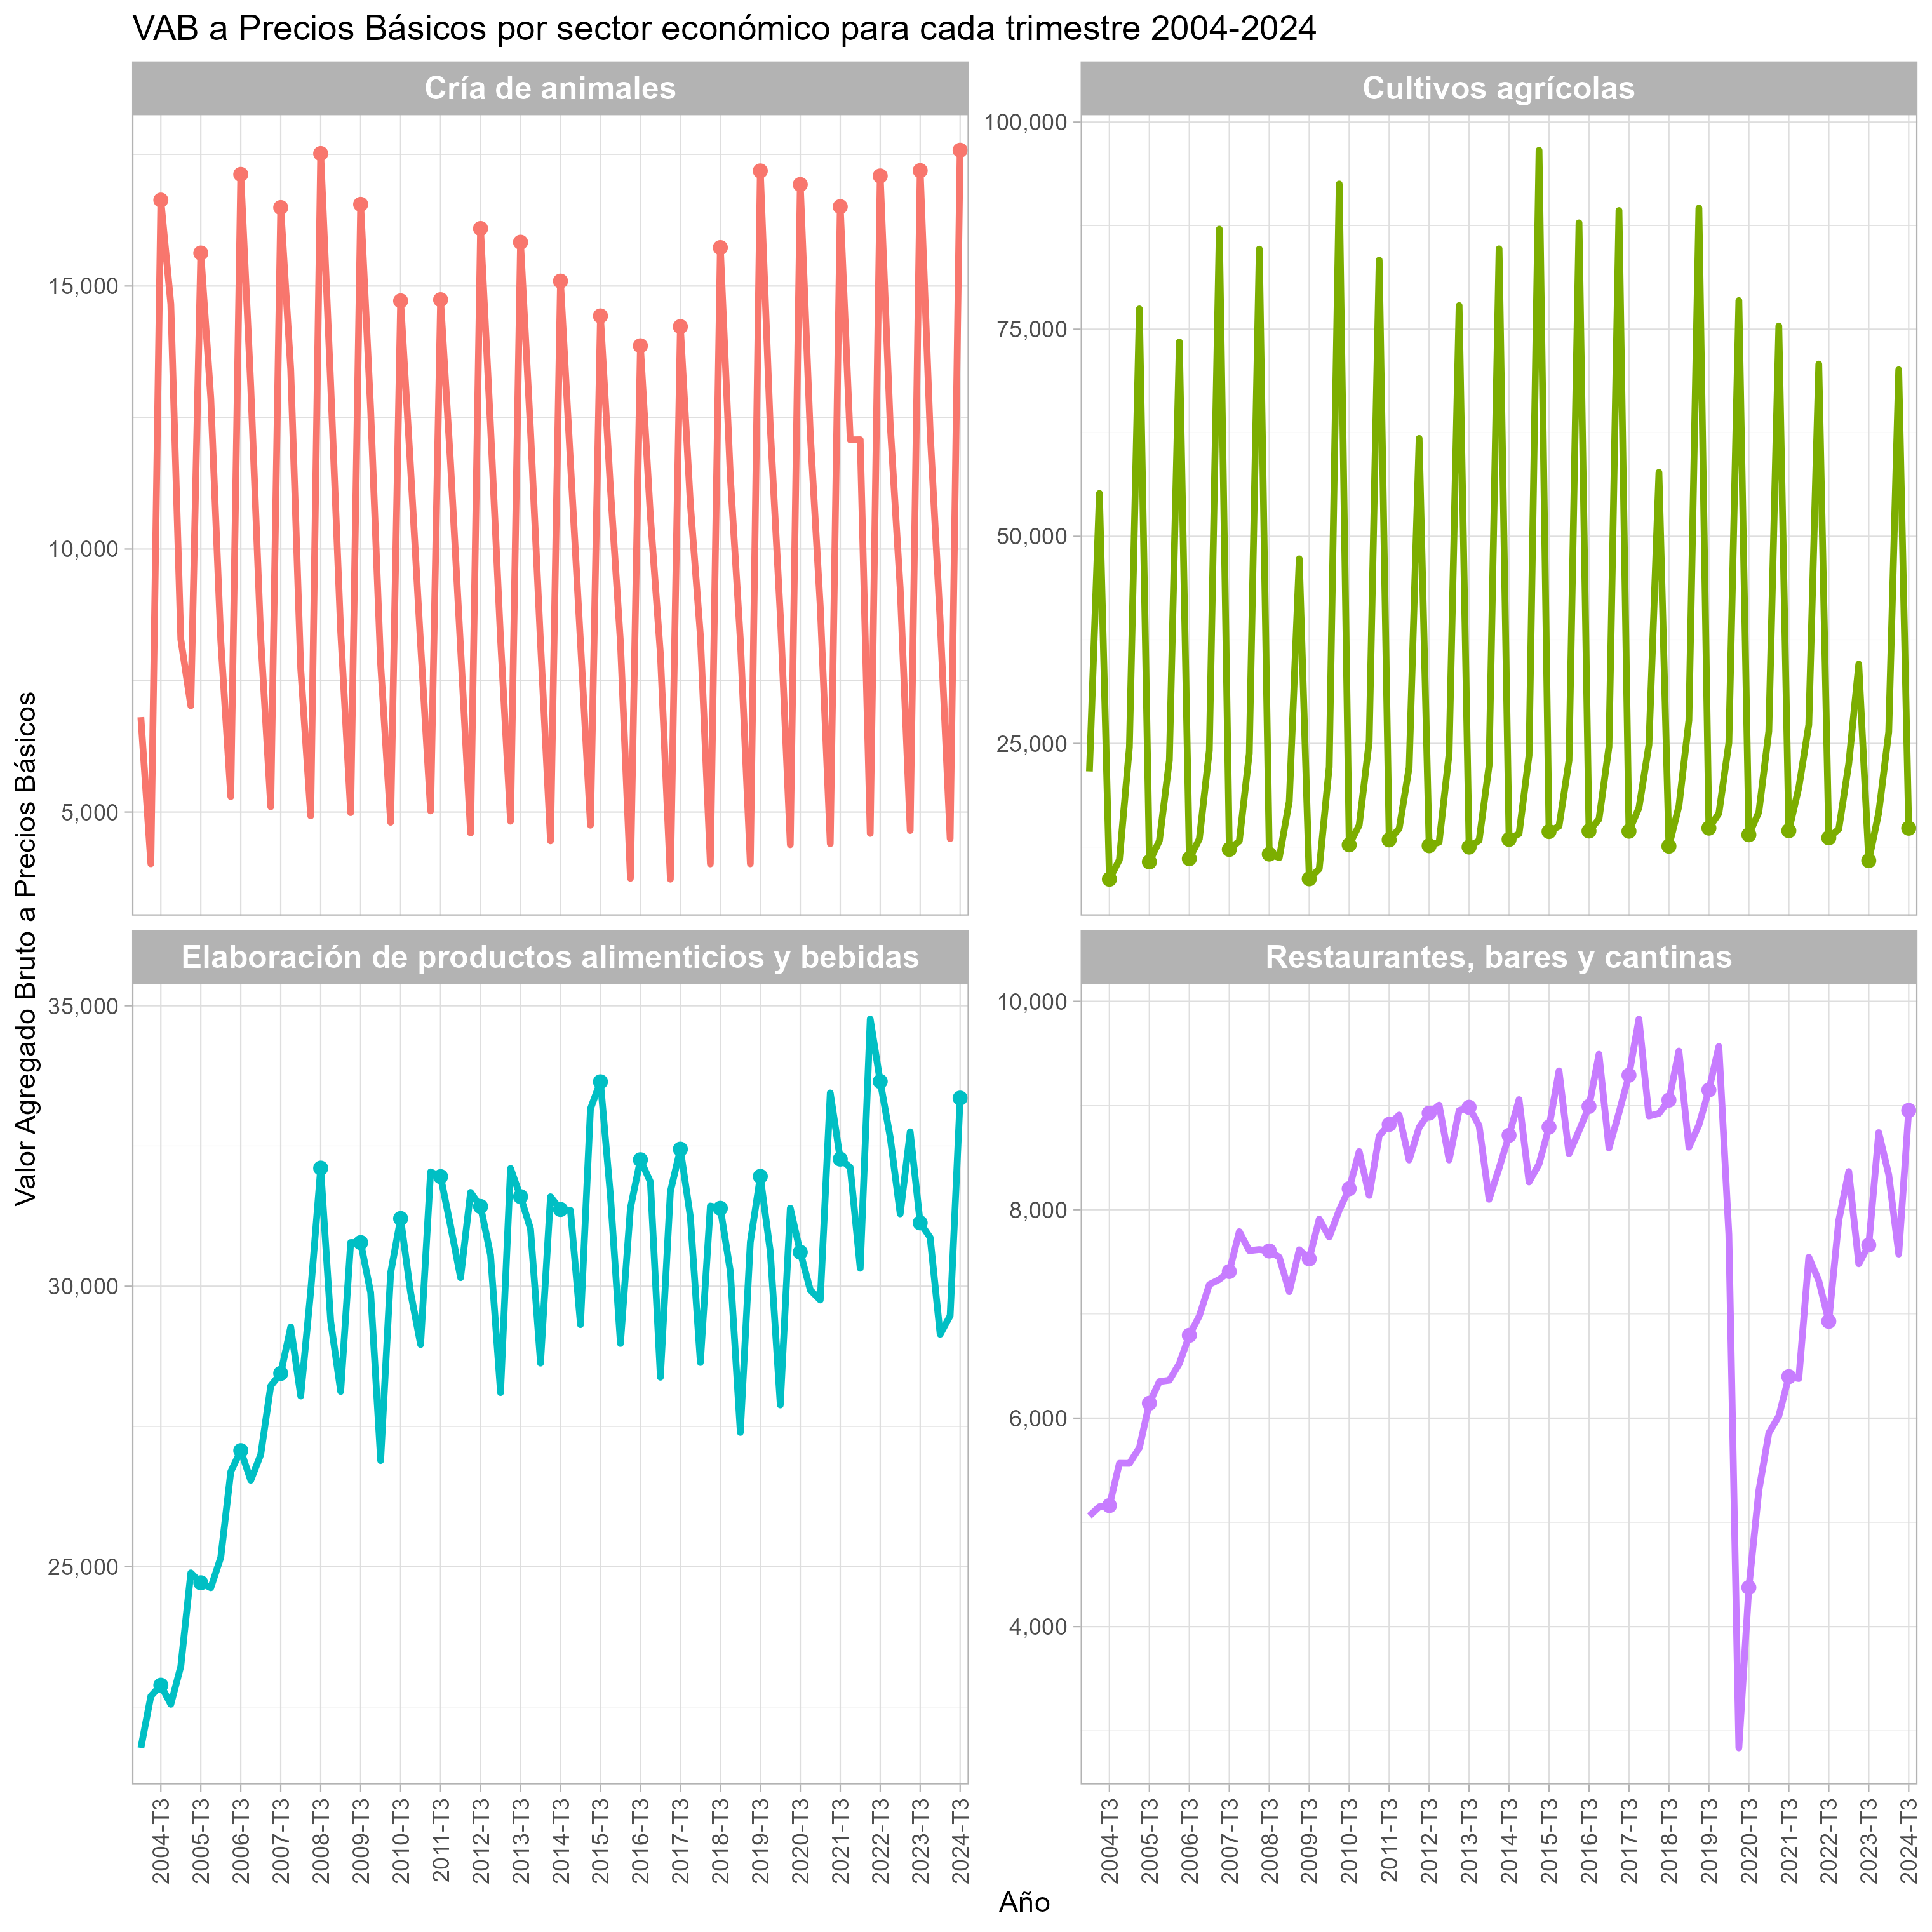 VAB a Precios Básicos por sector económico para cada trimestre 2004-2024
Valor Agregado Bruto a Precios Básicos
Cría de animales
15,000
10,000
5,000
Cultivos agrícolas
100,000
75,000
50,000
25,000
Elaboración de productos alimenticios y bebidas
35,000
30,000
25,000
2004-T3
2005-T3
2006-T3
2007-T3
2008-T3
2009-T3
2010-T3
2011-T3
2012-T3
2013-T3
2014-T3
2015-T3
2016-T3
2017-T3
2018-T3
2019-T3
2020-T3
2021-T3
2022-T3
2023-T3
2024-T3
Restaurantes, bares y cantinas
10,000
8,000
6,000
4,000
2004-T3
2005-T3
2006-T3
2007-T3
2008-T3
2009-T3
2010-T3
2011-T3
2012-T3
2013-T3
2014-T3
2015-T3
2016-T3
2017-T3
2018-T3
2019-T3
2020-T3
2021-T3
2022-T3
2023-T3
2024-T3
Año